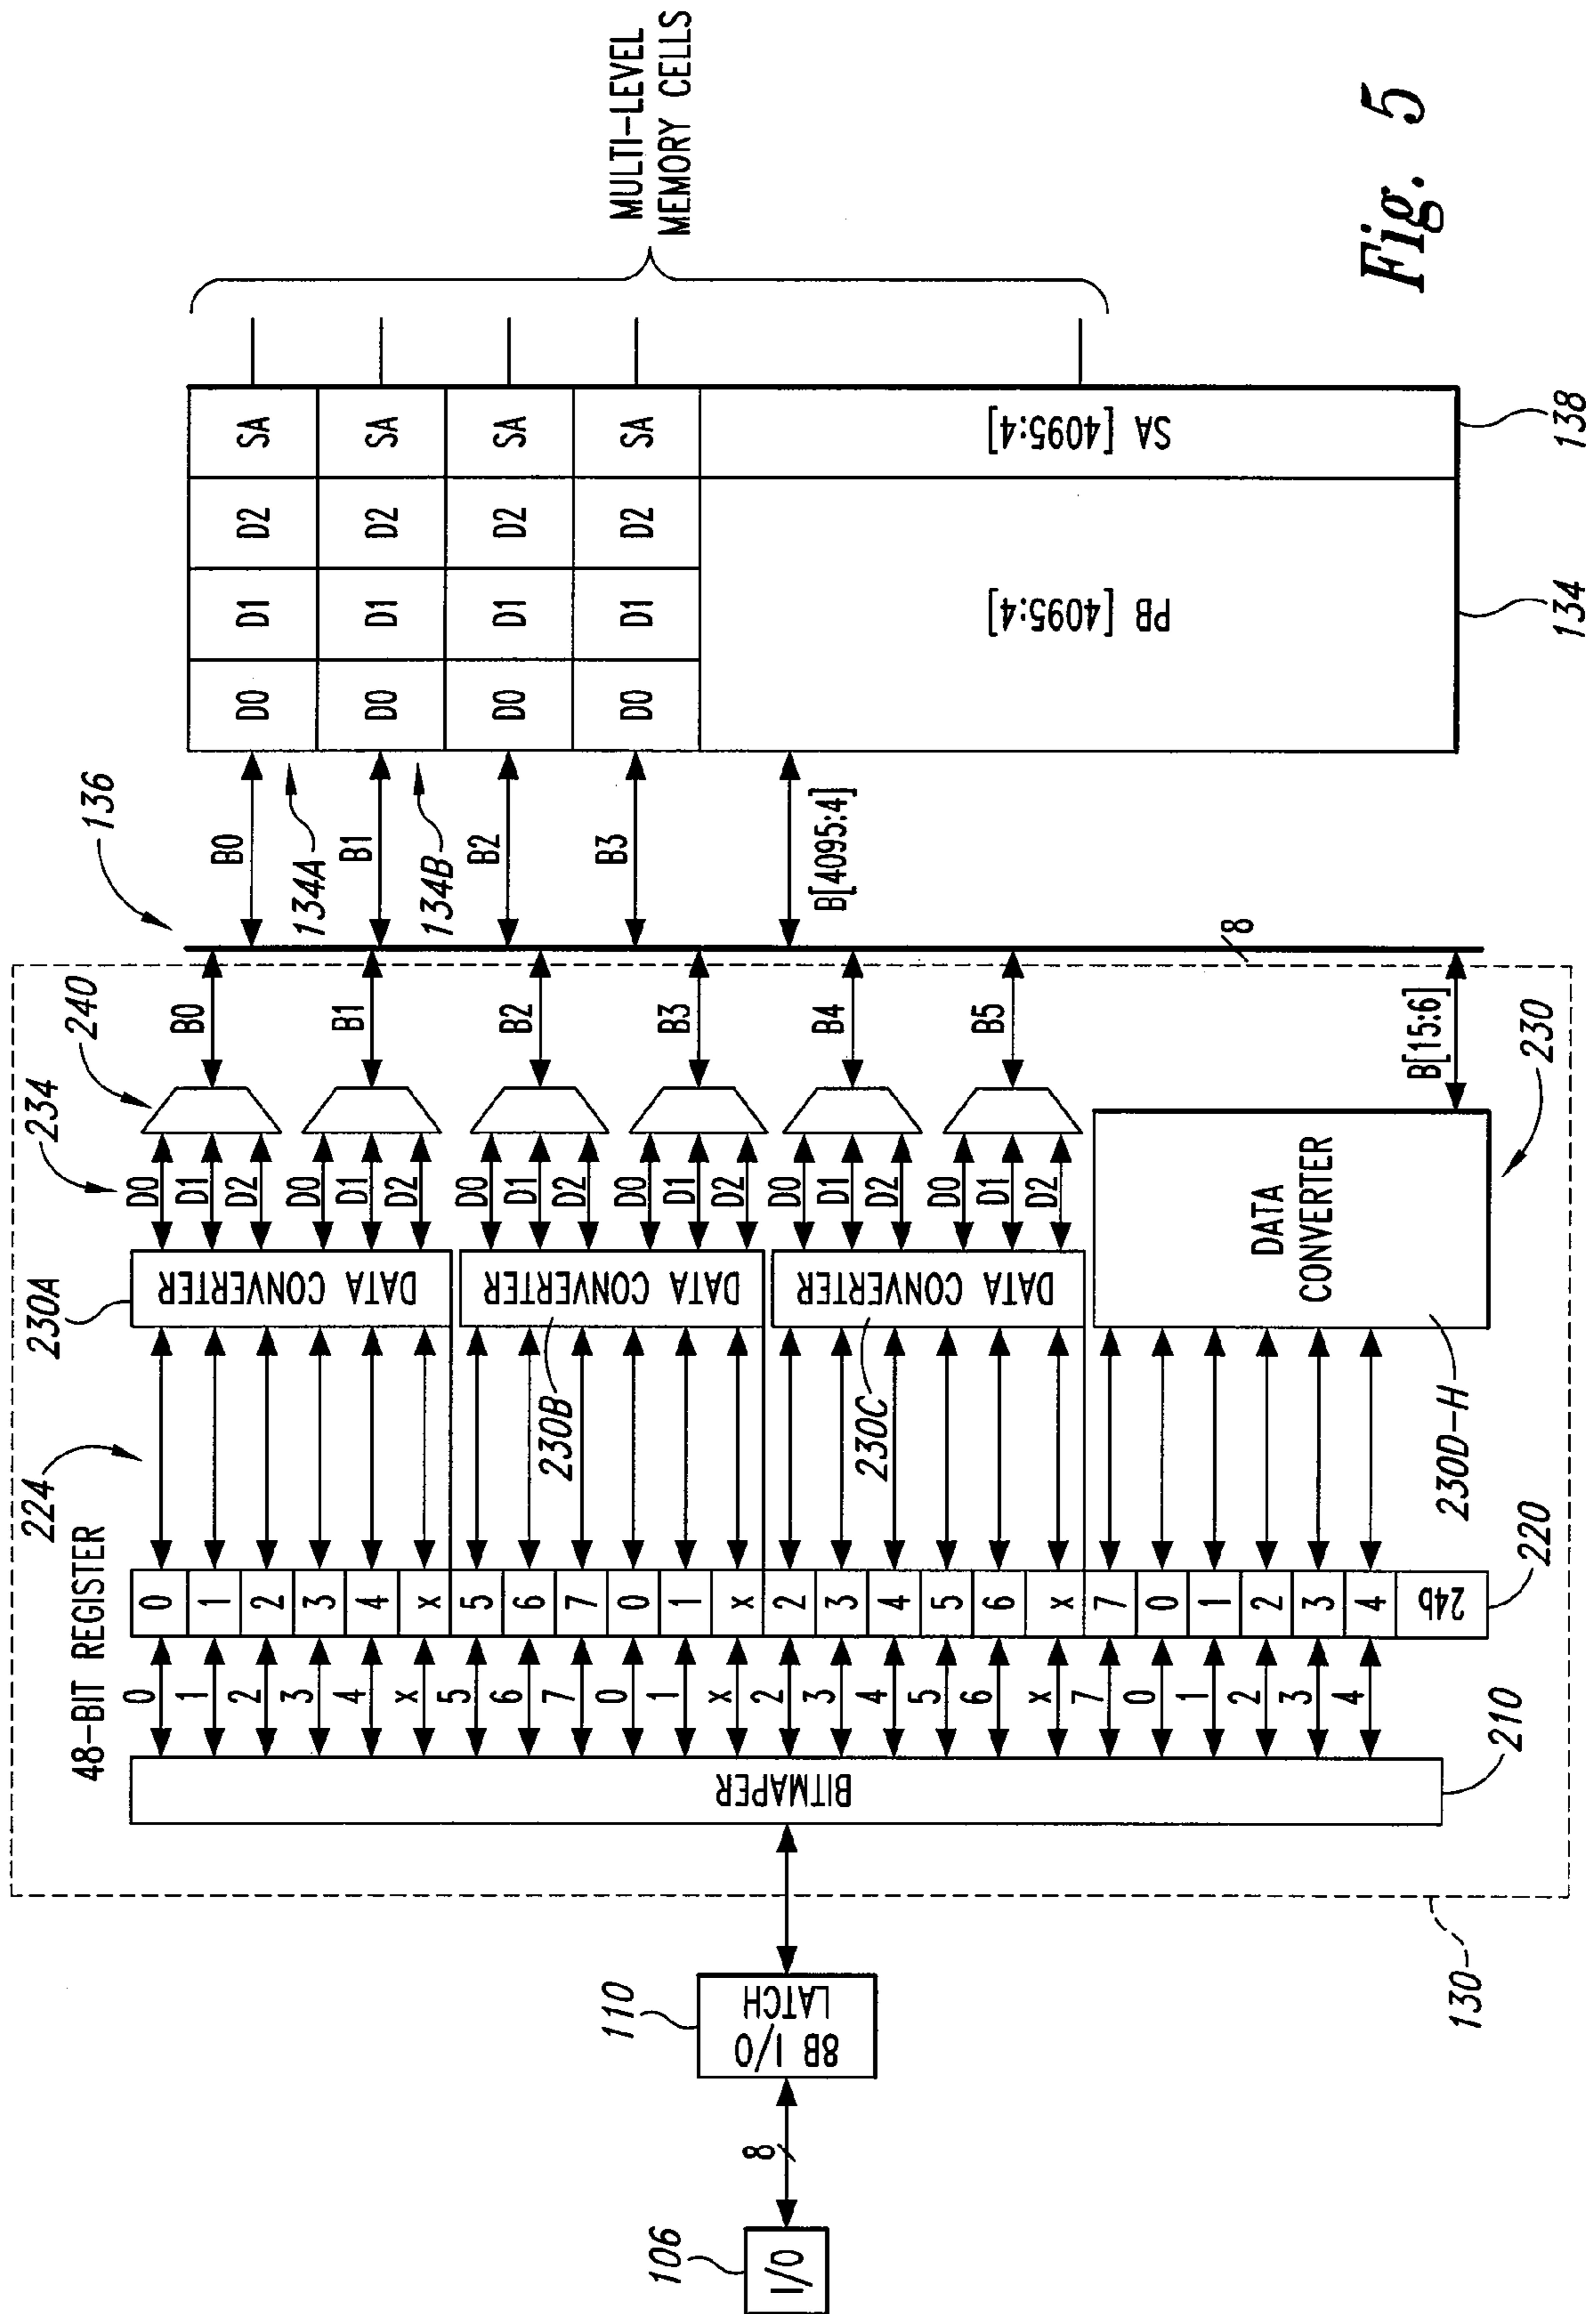 I/O
106
8
8B I/O
LATCH
110
130
BITMAPER
210
48-BIT REGISTER
0
1
2
3
4
x
5
6
7
0
1
x
2
3
4
5
6
x
7
0
1
2
3
4
0
1
2
3
4
x
5
6
7
0
1
x
2
3
4
5
6
x
7
0
1
2
3
4
24b
220
224
230A
DATA CONVERTER
230B
DATA CONVERTER
230C
DATA CONVERTER
230D-H
DATA
CONVERTER
230
234
D0
D1
D2
D0
D1
D2
D0
D1
D2
D0
D1
D2
D0
D1
D2
D0
D1
D2
240
B0
B1
B2
B3
B4
B5
B[15:6]
8
136
B0
134A
B1
134B
B2
B3
B[4095:4]
D0 D1 D2 SA
D0 D1 D2 SA
D0 D1 D2 SA
D0 D1 D2 SA
PB [4095:4]
SA [4095:4]
134
138
MULTI-LEVEL
MEMORY CELLS
Fig. 5